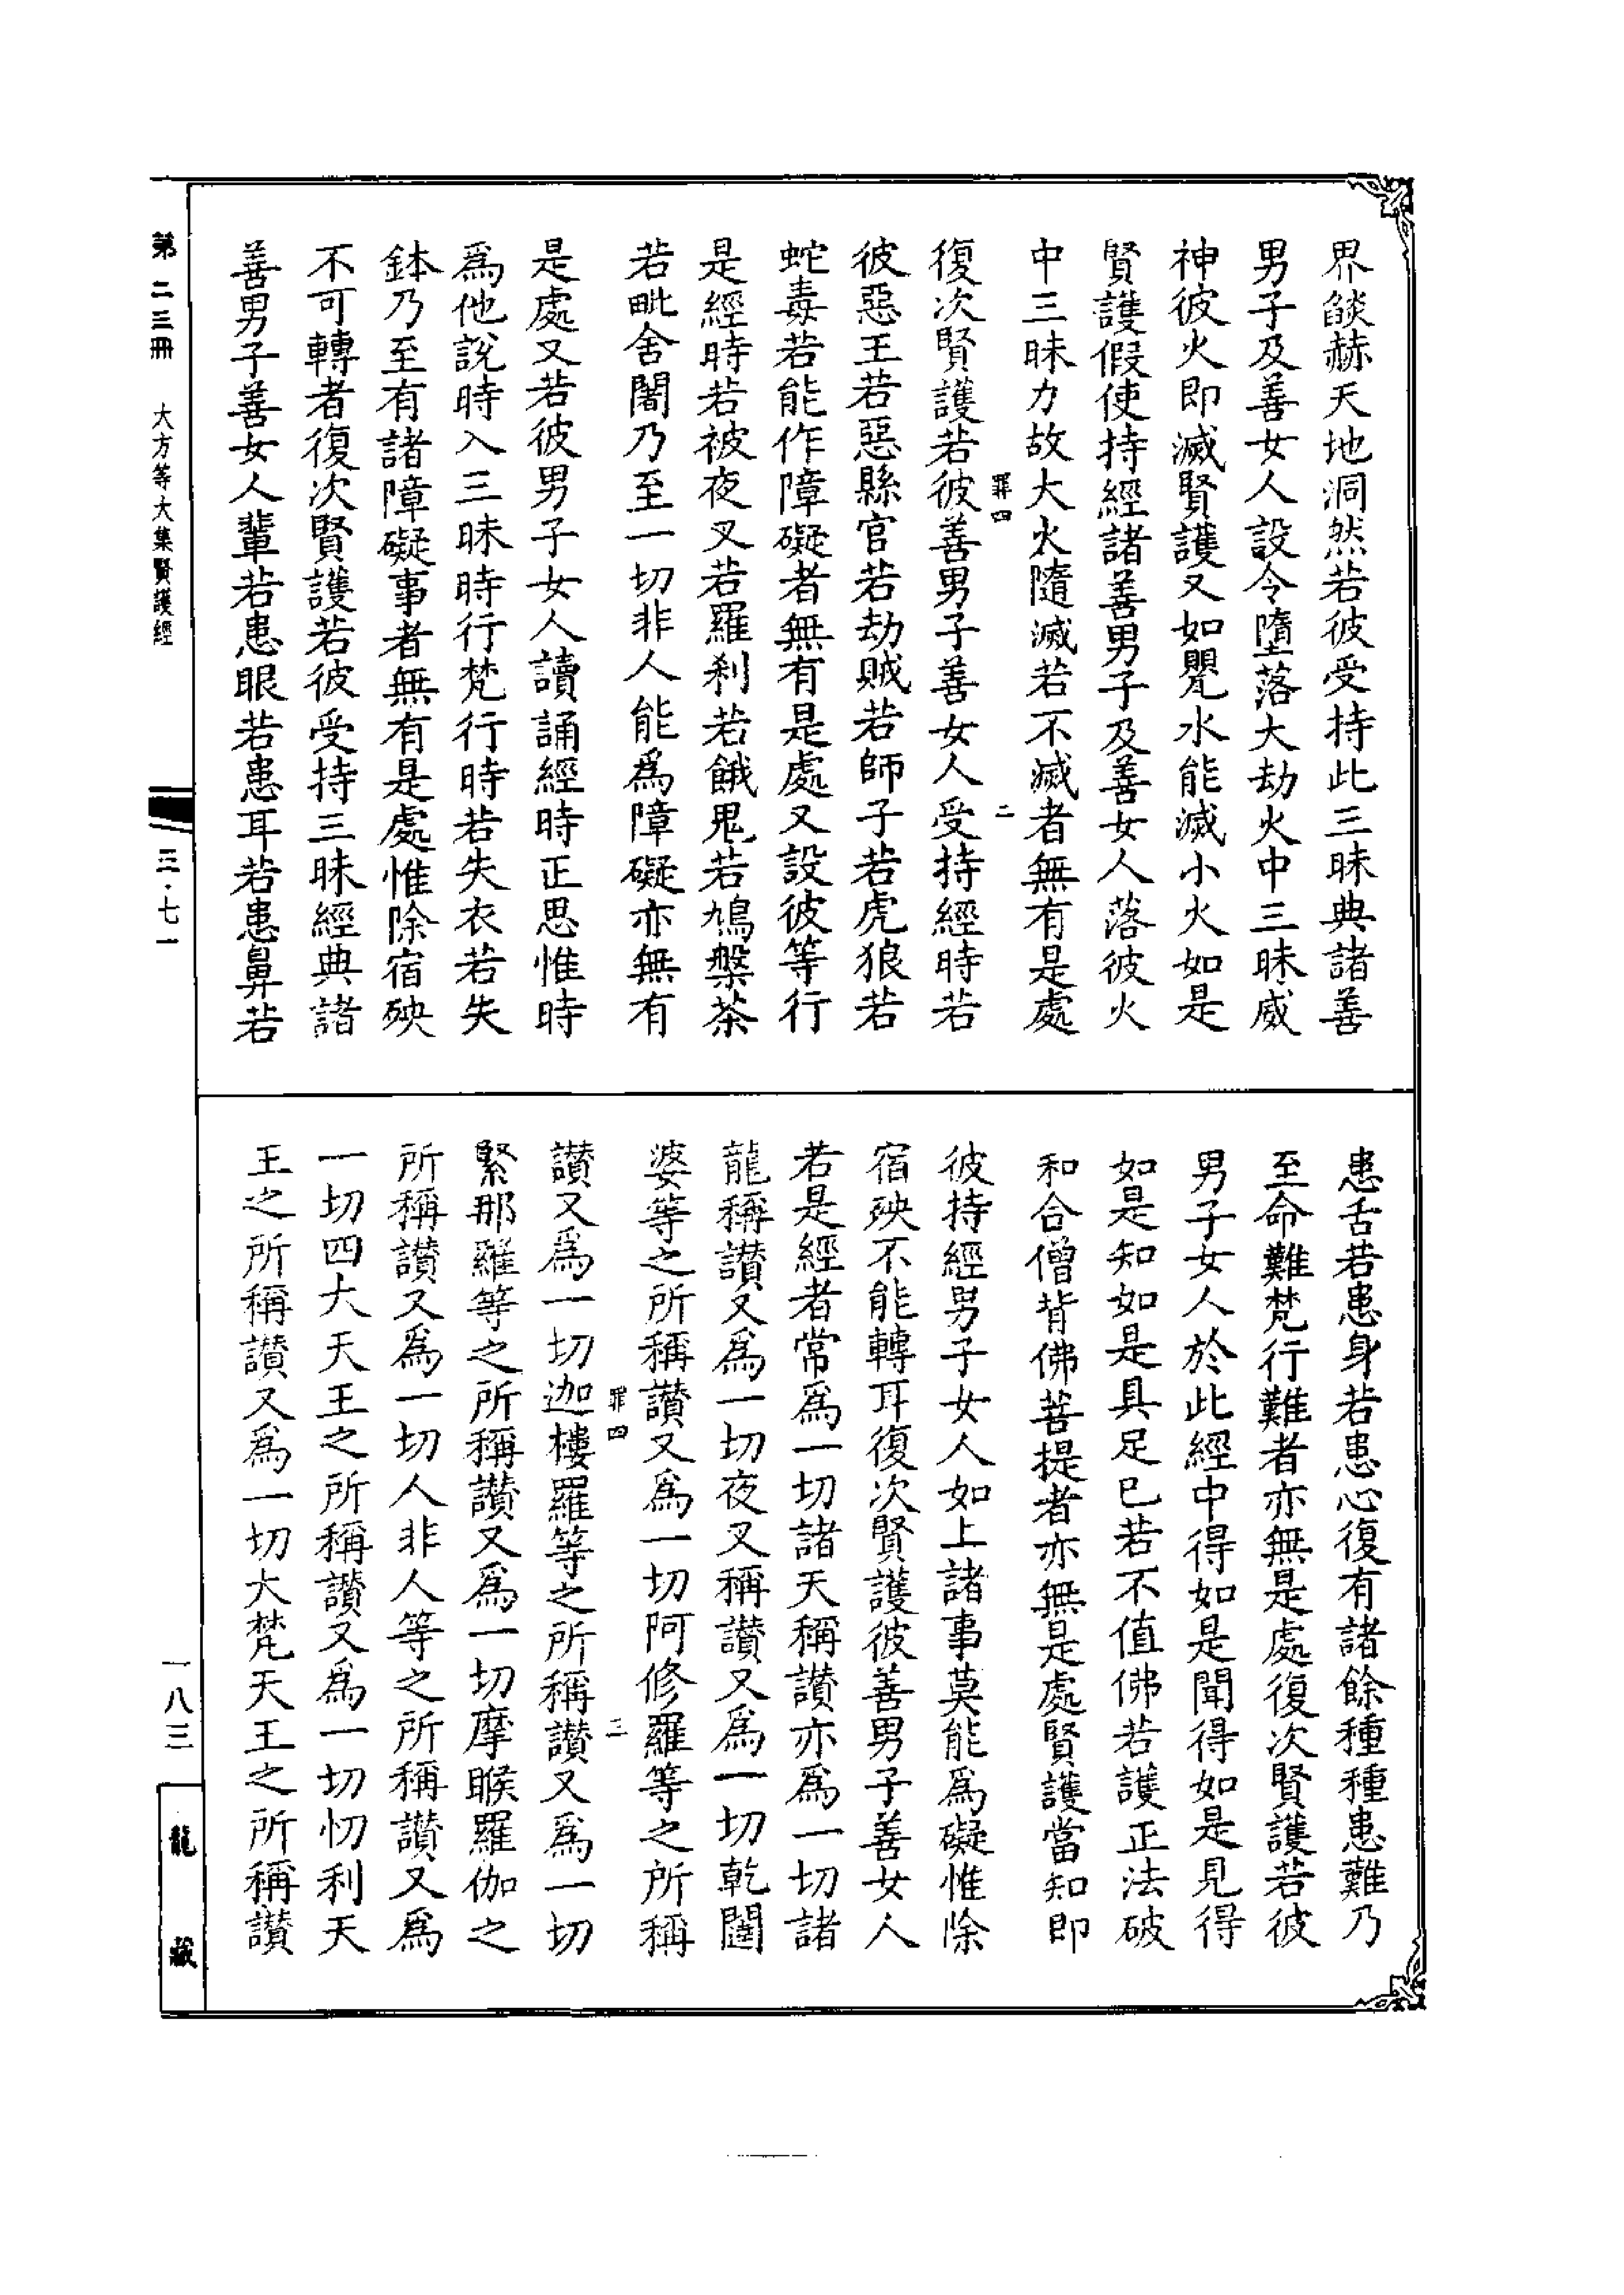 界燄赫天地洞然若彼受持此三昧典諸善
男子及善女人設令墮落大劫火中三昧威
神彼火即滅賢護又如甖水能滅小火如是
賢護假使持經諸善男子及善女人落彼火
中三昧力故大火隨滅若不滅者無有是處
罪四 二
復次賢護若彼善男子善女人受持經時若
彼惡王若惡縣官若劫賊若師子若虎狼若
蛇毒若能作障礙者無有是處又設彼等行
是經時若被夜叉若羅刹若餓鬼若鳩槃茶
若毗舍闍乃至一切非人能爲障礙亦無有
是處又若彼男子女人讀誦經時正思惟時
爲他說時入三昧時行梵行時若失衣若失
鉢乃至有諸障礙事者無有是處惟除宿殃
不可轉者復次賢護若彼受持三昧經典諸
善男子善女人輩若患眼若患耳若患鼻若
患舌若患身若患心復有諸餘種種患難乃
至命難梵行難者亦無是處復次賢護若彼
男子女人於此經中得如是聞得如是見得
如是知如是具足已若不值佛若護正法破
和合僧背佛菩提者亦無是處賢護當知即
彼持經男子女人如上諸事莫能爲礙惟除
宿殃不能轉耳復次賢護彼善男子善女人
若是經者常爲一切諸天稱讃亦爲一切諸
龍稱讃又爲一切夜叉稱讃又爲一切乾闥
婆等之所稱讃又爲一切阿修羅等之所稱
罪四 三
讃又爲一切迦樓羅等之所稱讃又爲一切
緊那羅等之所稱讃又爲一切摩睺羅伽之
所稱讃又爲一切人非人等之所稱讃又爲
一切四大天王之所稱讃又爲一切忉利天
王之所稱讃又爲一切大梵天王之所稱讃
第二三冊 大方等大集賢護經
三·七一
一八三
龍藏